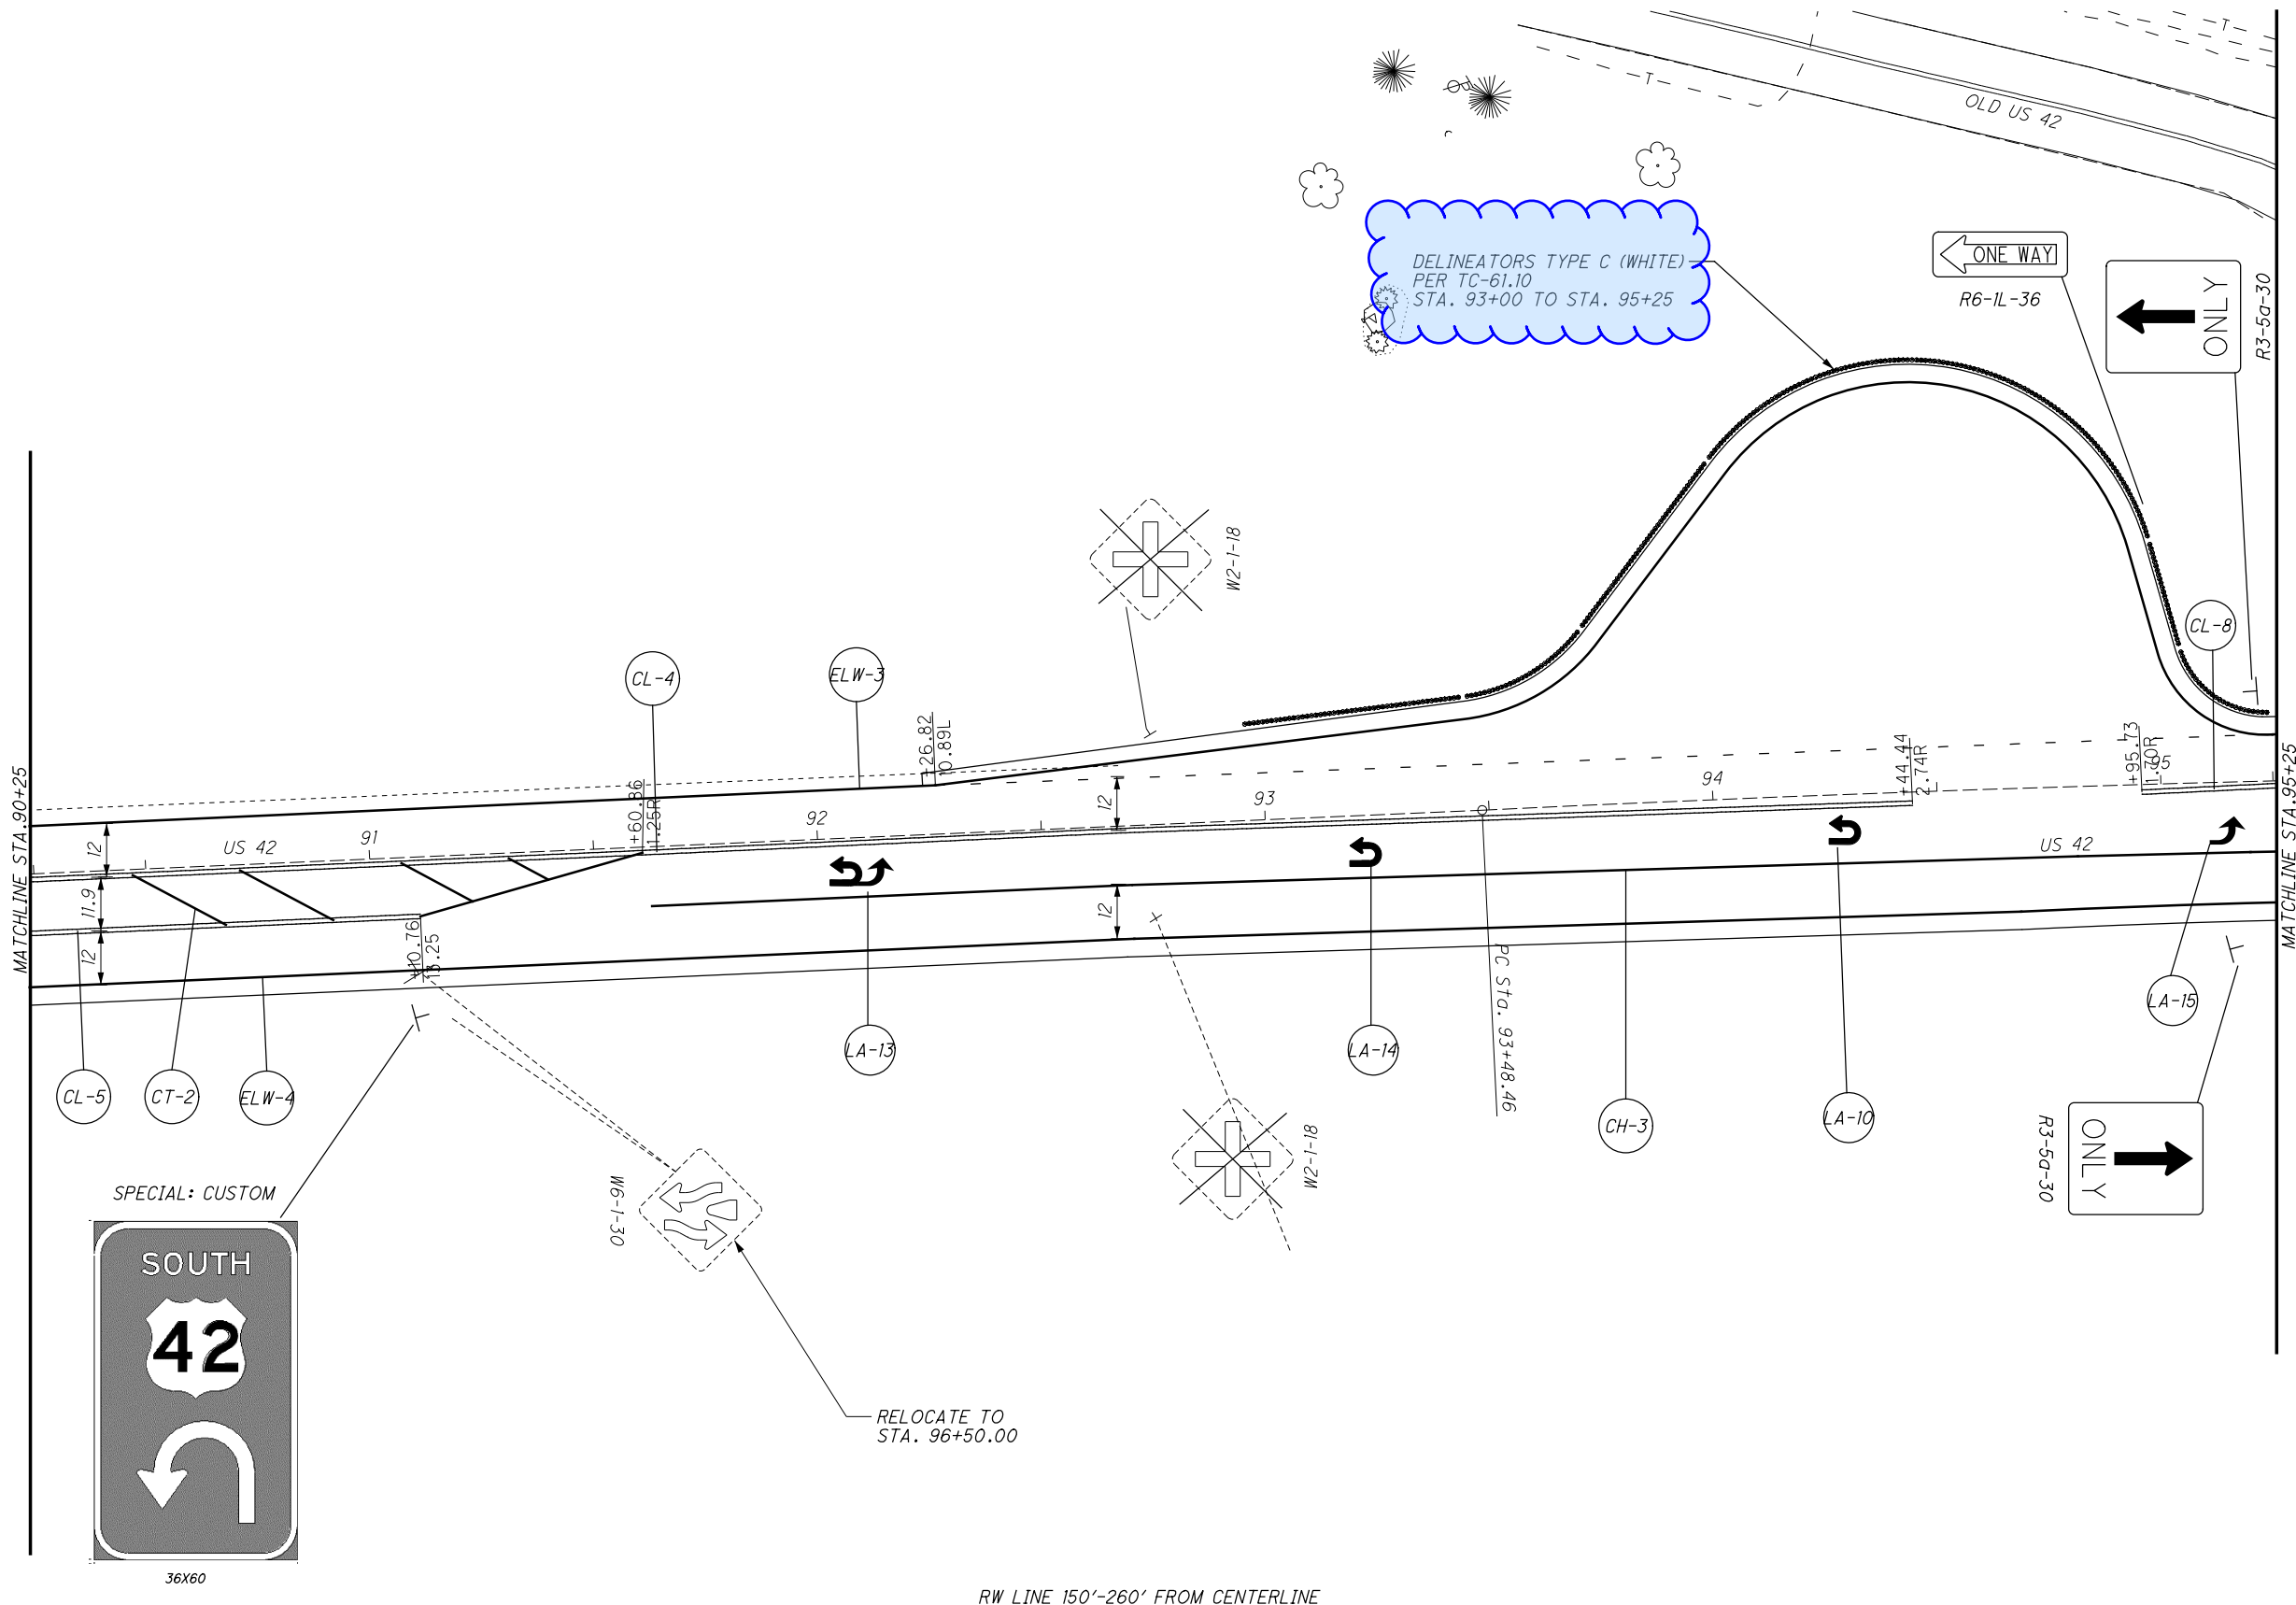 T
T
OLD US 42
DELINEATORS TYPE C (WHITE)
PER TC-61.10
STA. 93+00 TO STA. 95+25
ONE WAY
R6-1L-36
ONLY
R3-5a-30
W2-1-18
CL-8
CL-4
ELW-3
+26.82
10.89L
+60.86
1.25R
+44.44
2.74R
+95.73
1.70R
MATCHLINE STA.90+25
MATCHLINE STA.95+25
12
US 42
91
92
12
93
94
95
US 42
11.9
12
12
+10.76
13.25
PC Sta. 93+48.46
CL-5
CT-2
ELW-4
LA-13
LA-14
CH-3
LA-10
LA-15
W2-1-18
R3-5a-30
ONLY
W6-1-30
SPECIAL: CUSTOM
SOUTH
42
36X60
RELOCATE TO
STA. 96+50.00
RW LINE 150'-260' FROM CENTERLINE